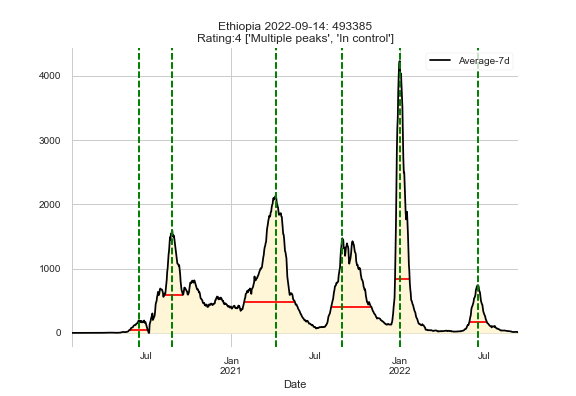 Ethiopia 2022-09-14: 493385
Rating:4 ['Multiple peaks', 'In control']
Average-7d
4000
3000
2000
1000
0
Jul
Jan
2021
Jul
Jan
2022
Jul
Date